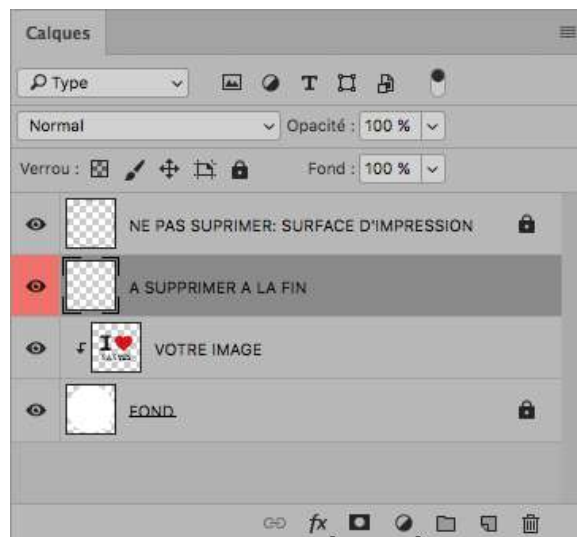 Calques
Type
T
Normal
Opacité : 100 %
Verrou :
Fond : 100 %
NE PAS SUPRIMER: SURFACE D'IMPRESSION
A SUPPRIMER A LA FIN
I
VOTRE IMAGE
FOND
fx